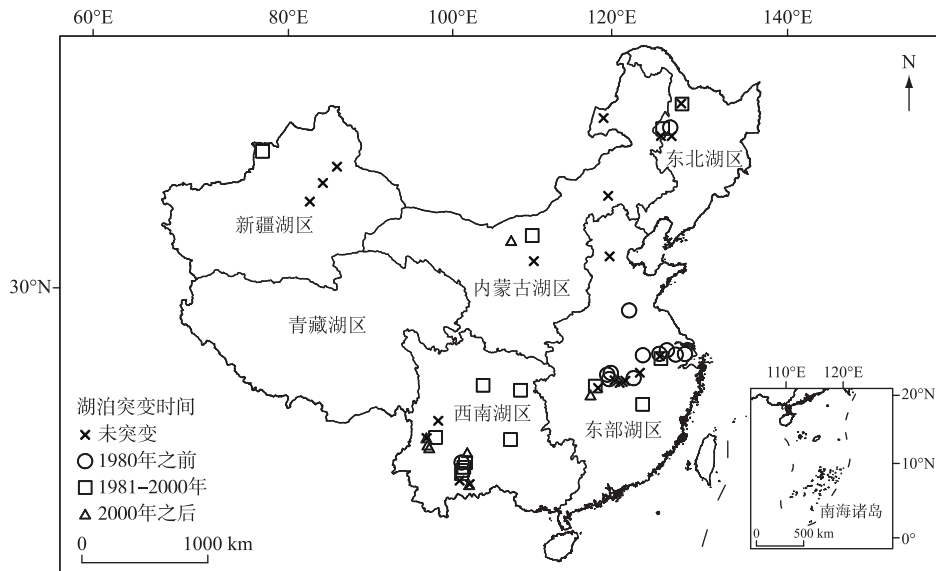 60°E 80°E 100°E 120°E 140°E
N
东北湖区
新疆湖区
内蒙古湖区
30°N
青藏湖区
西南湖区
东部湖区
湖泊突变时间
未突变
1980年之前
1981–2000年
2000年之后
0 1000 km
110°E 120°E
20°N
10°N
南海诸岛
0 500 km
0°